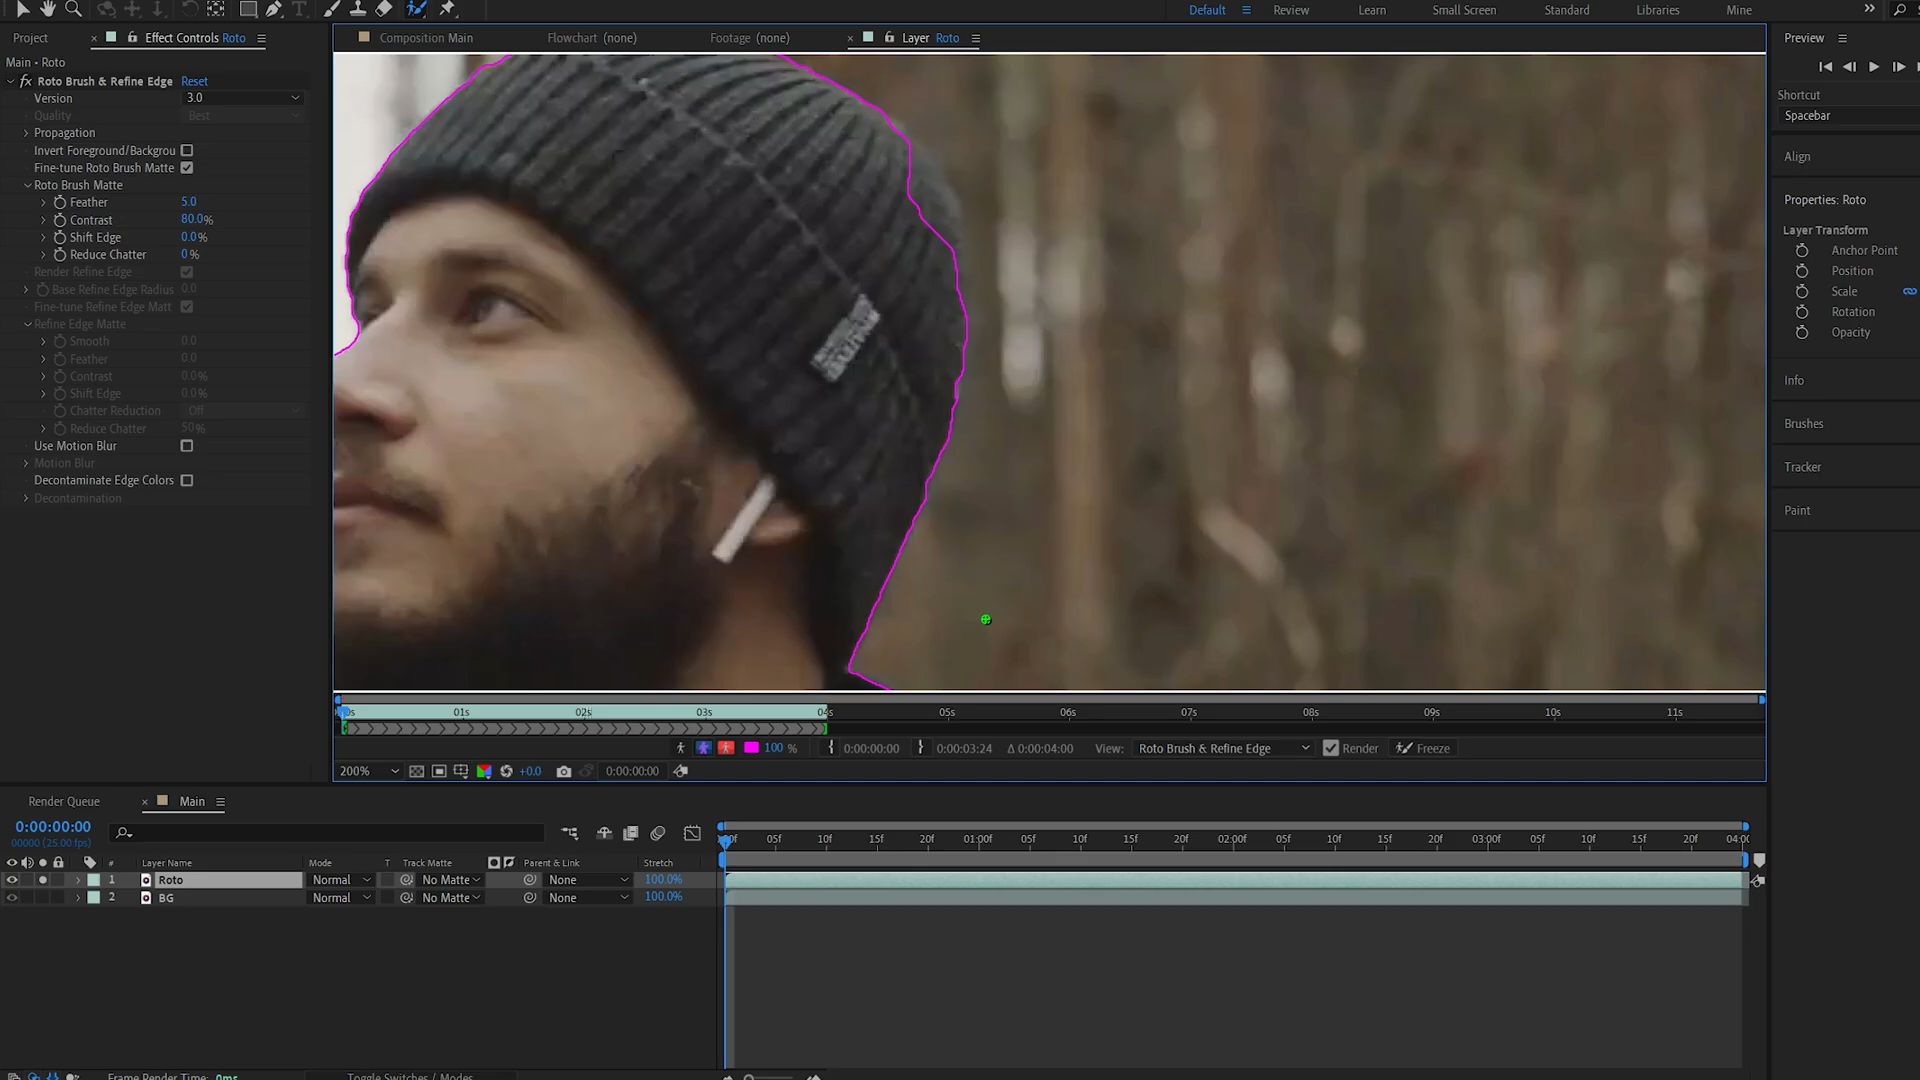 Default
Review
Learn
Small Screen
Standard
Libraries
Mine
Project
Effect Controls Roto
Composition Main
Flowchart (none)
Footage (none)
Layer Roto
Preview
Main • Roto
fx Roto Brush & Refine Edge Reset
Version 3.0
Quality Best
Propagation
Invert Foreground/Backgrou
Fine-tune Roto Brush Matte
Roto Brush Matte
Feather 5.0
Contrast 80.0%
Shift Edge 0.0%
Reduce Chatter 0%
Render Refine Edge
Base Refine Edge Radius 0.0
Fine-tune Refine Edge Matt
Refine Edge Matte
Smooth 0.0
Feather 0.0
Contrast 0.0%
Shift Edge 0.0%
Chatter Reduction Off
Reduce Chatter 50%
Use Motion Blur
Motion Blur
Decontaminate Edge Colors
Decontamination
Shortcut
Spacebar
Align
Properties: Roto
Layer Transform
Anchor Point
Position
Scale
Rotation
Opacity
Info
Brushes
Tracker
Paint
01s 02s 03s 04s 05s 06s 07s 08s 09s 10s 11s
100 % 0:00:00:00 0:00:03:24 Δ 0:00:04:00 View: Roto Brush & Refine Edge Render Freeze
200% +0.0 0:00:00:00
Render Queue
Main
0:00:00:00
00000 (25.00 fps)
05f 10f 15f 20f 01:00f 05f 10f 15f 20f 02:00f 05f 10f 15f 20f 03:00f 05f 10f 15f 20f
# Layer Name Mode T Track Matte Parent & Link Stretch
1 Roto Normal No Matte None 100.0%
2 BG Normal No Matte None 100.0%
Frame Render Time: 0ms
Toggle Switches / Modes